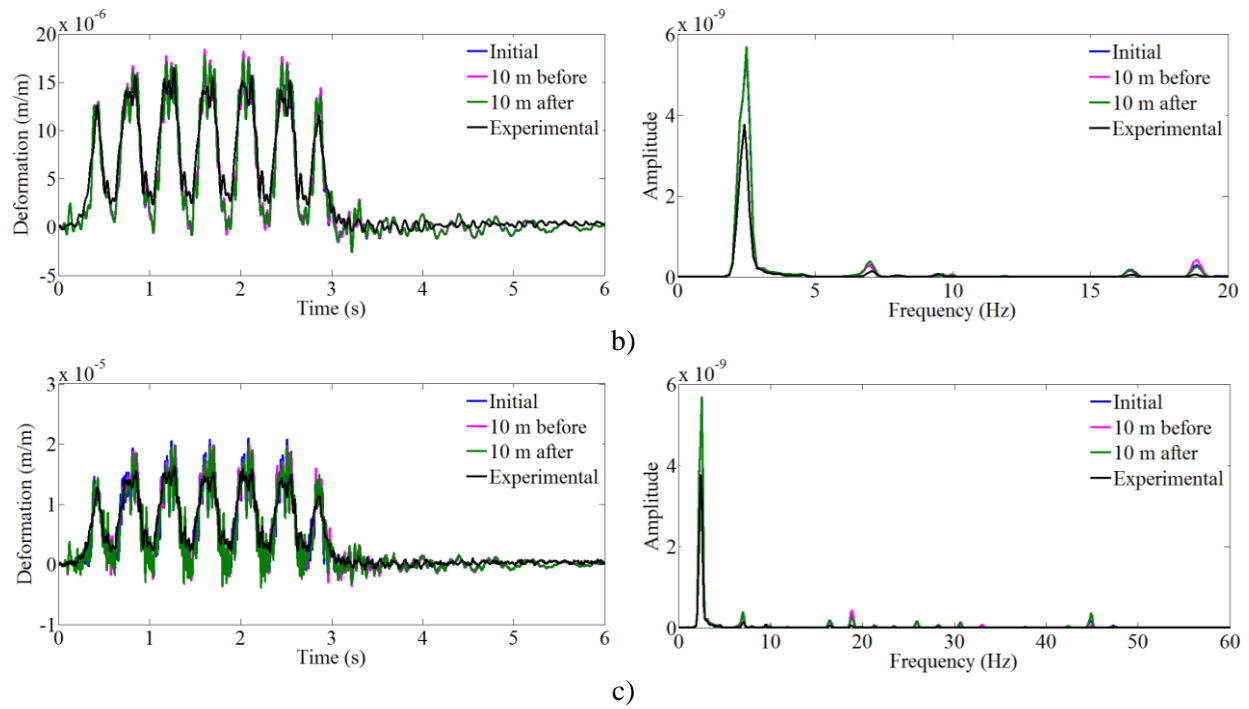 x 10-6
20
15
10
5
0
-5
Deformation (m/m)
0 1 2 3 4 5 6
Time (s)
Initial
10 m before
10 m after
Experimental
x 10-9
6
4
2
0
Amplitude
0 5 10 15 20
Frequency (Hz)
Initial
10 m before
10 m after
Experimental
b)
x 10-5
3
2
1
0
-1
Deformation (m/m)
0 1 2 3 4 5 6
Time (s)
Initial
10 m before
10 m after
Experimental
x 10-9
6
4
2
0
Amplitude
0 10 20 30 40 50 60
Frequency (Hz)
Initial
10 m before
10 m after
Experimental
c)